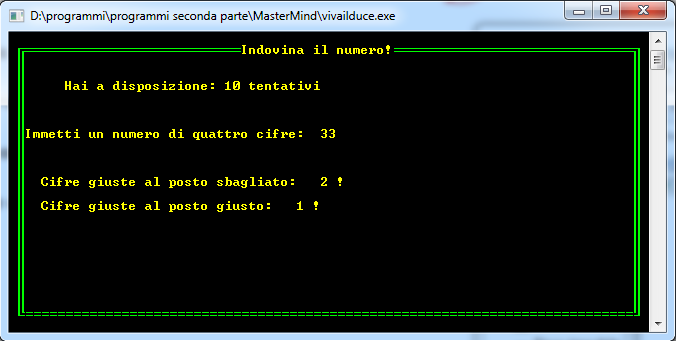 D:\programmi\programmi seconda parte\MasterMind\vivailduce.exe
Indovina il numero!
Hai a disposizione: 10 tentativi
Immetti un numero di quattro cifre: 33
Cifre giuste al posto sbagliato: 2 !
Cifre giuste al posto giusto: 1 !